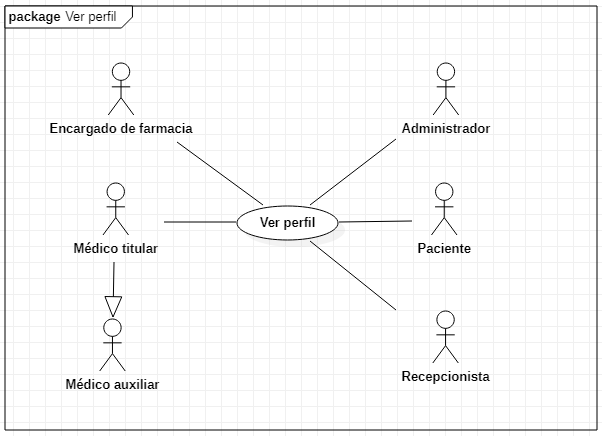 package Ver perfil
Encargado de farmacia
Administrador
Ver perfil
Médico titular
Paciente
Médico auxiliar
Recepcionista